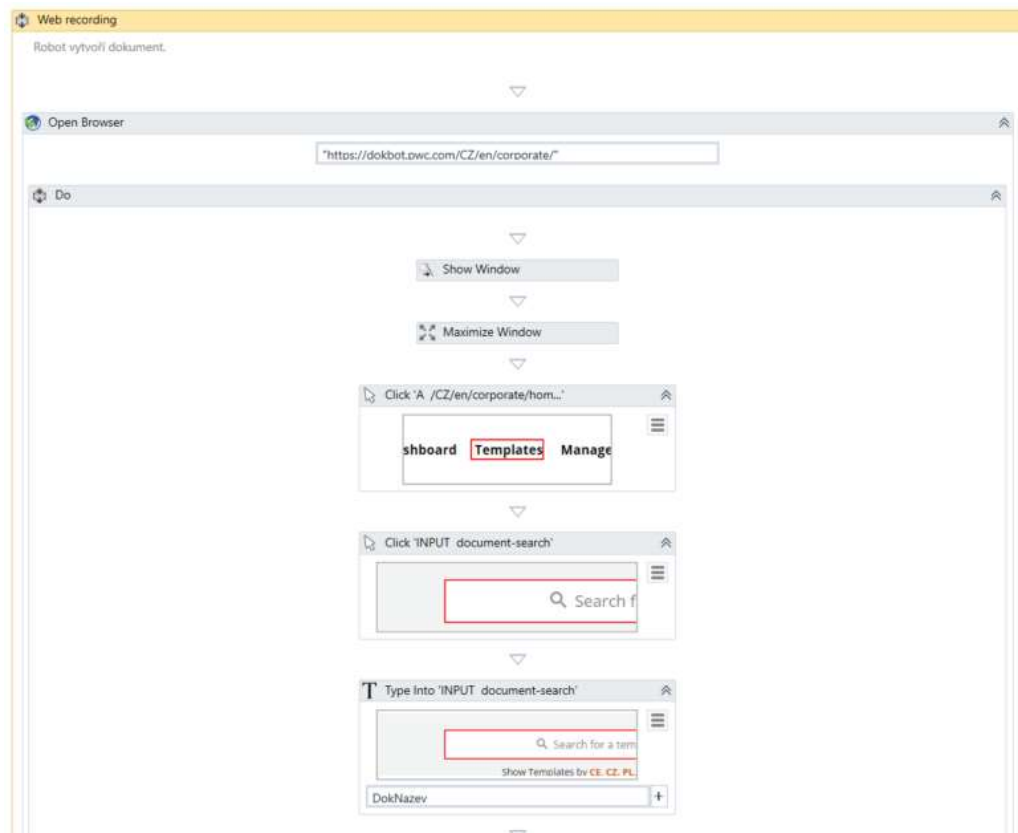 Web recording
Robot vytvoří dokument.
Open Browser
"https://dokbot.pwc.com/CZ/en/corporate/"
Do
Show Window
Maximize Window
Click 'A /CZ/en/corporate/hom...'
shboard Templates Manage
Click 'INPUT document-search'
Search f
T Type Into 'INPUT document-search'
Search for a tem
Show Templates by CE. CZ. PL.
DokNazev +